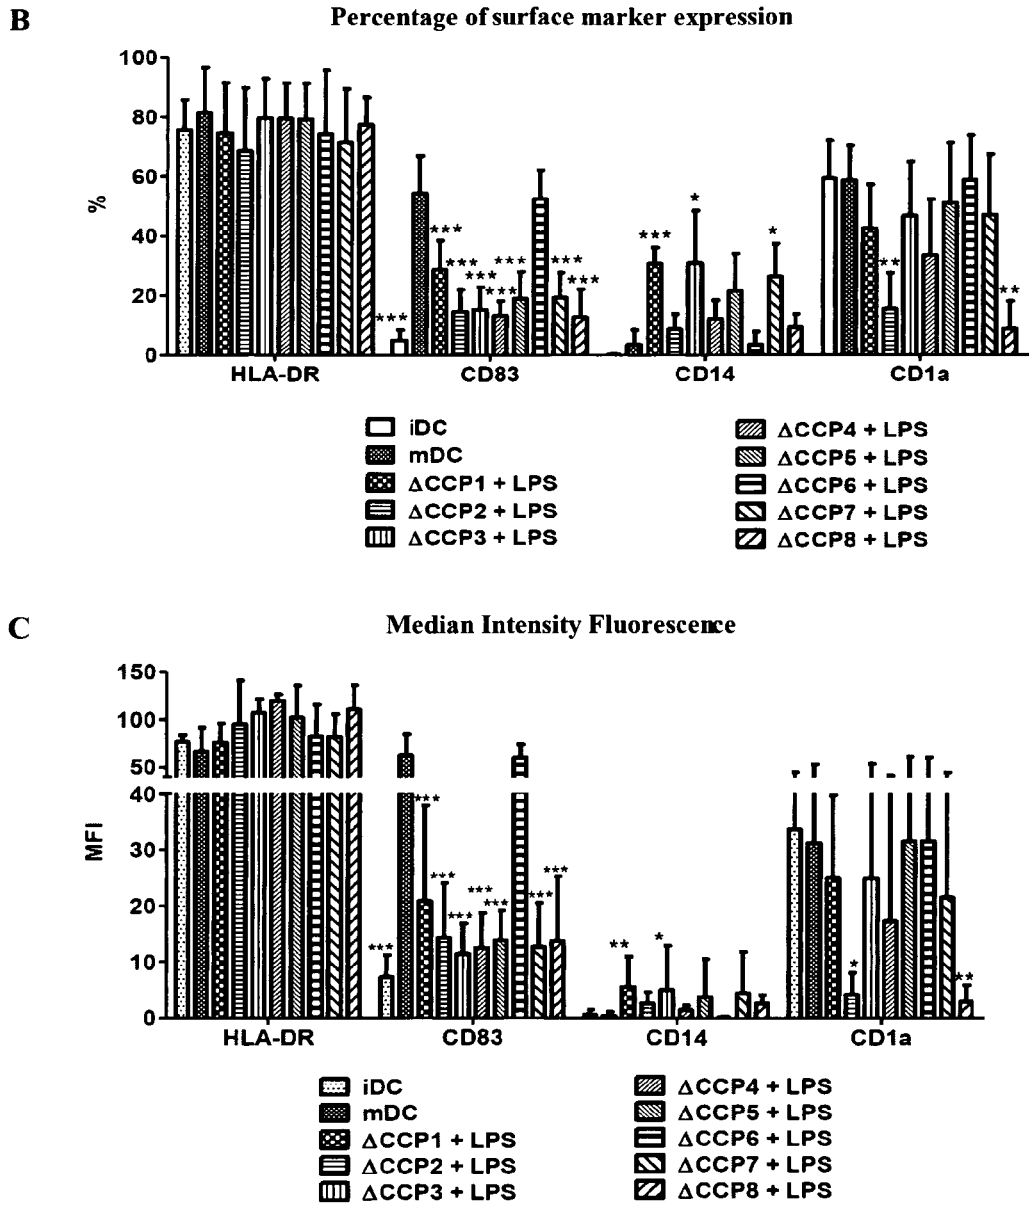 B
Percentage of surface marker expression
100
80
60
40
20
0
%
***
***
***
***
***
***
***
***
***
*
*
**
**
HLA-DR CD83 CD14 CD1a
iDC
mDC
ΔCCP1 + LPS
ΔCCP2 + LPS
ΔCCP3 + LPS
ΔCCP4 + LPS
ΔCCP5 + LPS
ΔCCP6 + LPS
ΔCCP7 + LPS
ΔCCP8 + LPS
C
Median Intensity Fluorescence
150
100
50
40
30
20
10
0
MFI
***
***
***
***
***
***
***
***
**
*
*
**
HLA-DR CD83 CD14 CD1a
iDC
mDC
ΔCCP1 + LPS
ΔCCP2 + LPS
ΔCCP3 + LPS
ΔCCP4 + LPS
ΔCCP5 + LPS
ΔCCP6 + LPS
ΔCCP7 + LPS
ΔCCP8 + LPS